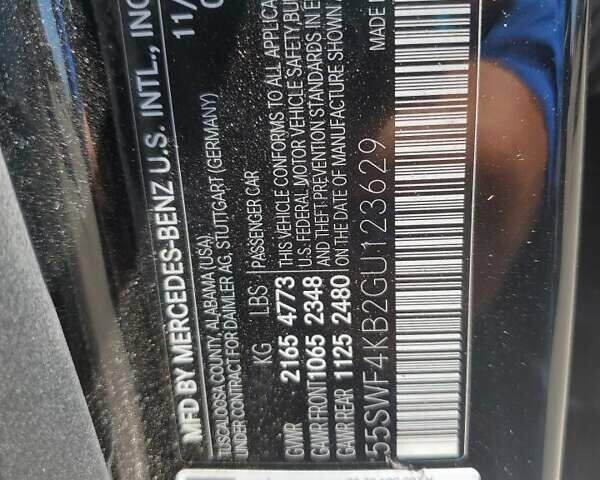 11/
MFD BY MERCEDES-BENZ U.S. INTL., INC
TUSCALOOSA COUNTY, ALABAMA (USA)
UNDER CONTRACT FOR DAIMLER AG, STUTTGART (GERMANY)
KG LBS PASSENGER CAR
GWR 2165 4773 THIS VEHICLE CONFORMS TO ALL APPLICA
GAWR FRONT 1065 2348 U.S. FEDERAL MOTOR VEHICLE SAFETY, BU
GAWR REAR 1125 2480 AND THEFT PREVENTION STANDARDS IN E
ON THE DATE OF MANUFACTURE SHOWN A
55SWF4KB2GU123629 MADE IN